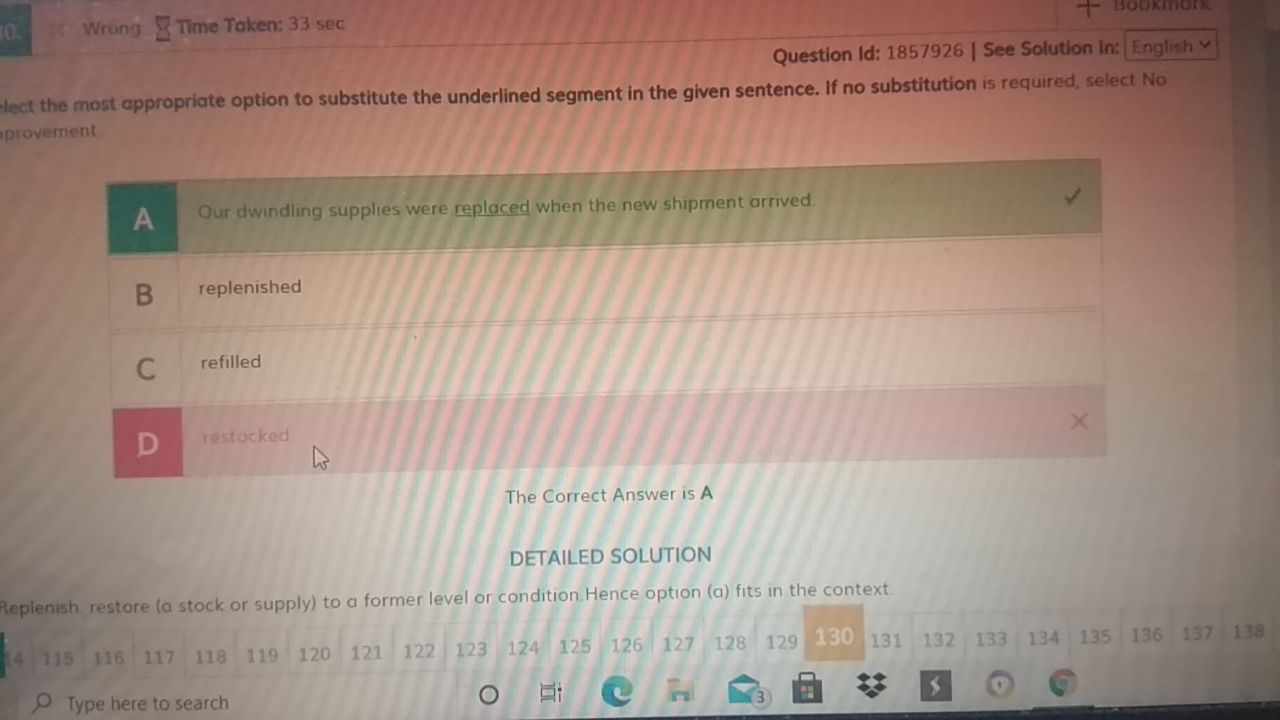 Wrong Time Taken: 33 sec
Bookmark
Question Id: 1857926 | See Solution In: English
the most appropriate option to substitute the underlined segment in the given sentence. If no substitution is required, select No
A Our dwindling supplies were replaced when the new shipment arrived.
B replenished
C refilled
D restocked
The Correct Answer is A
DETAILED SOLUTION
Replenish: restore (a stock or supply) to a former level or condition.Hence option (a) fits in the context.
14 115 116 117 118 119 120 121 122 123 124 125 126 127 128 129 130 131 132 133 134 135 136 137 138
Type here to search
3